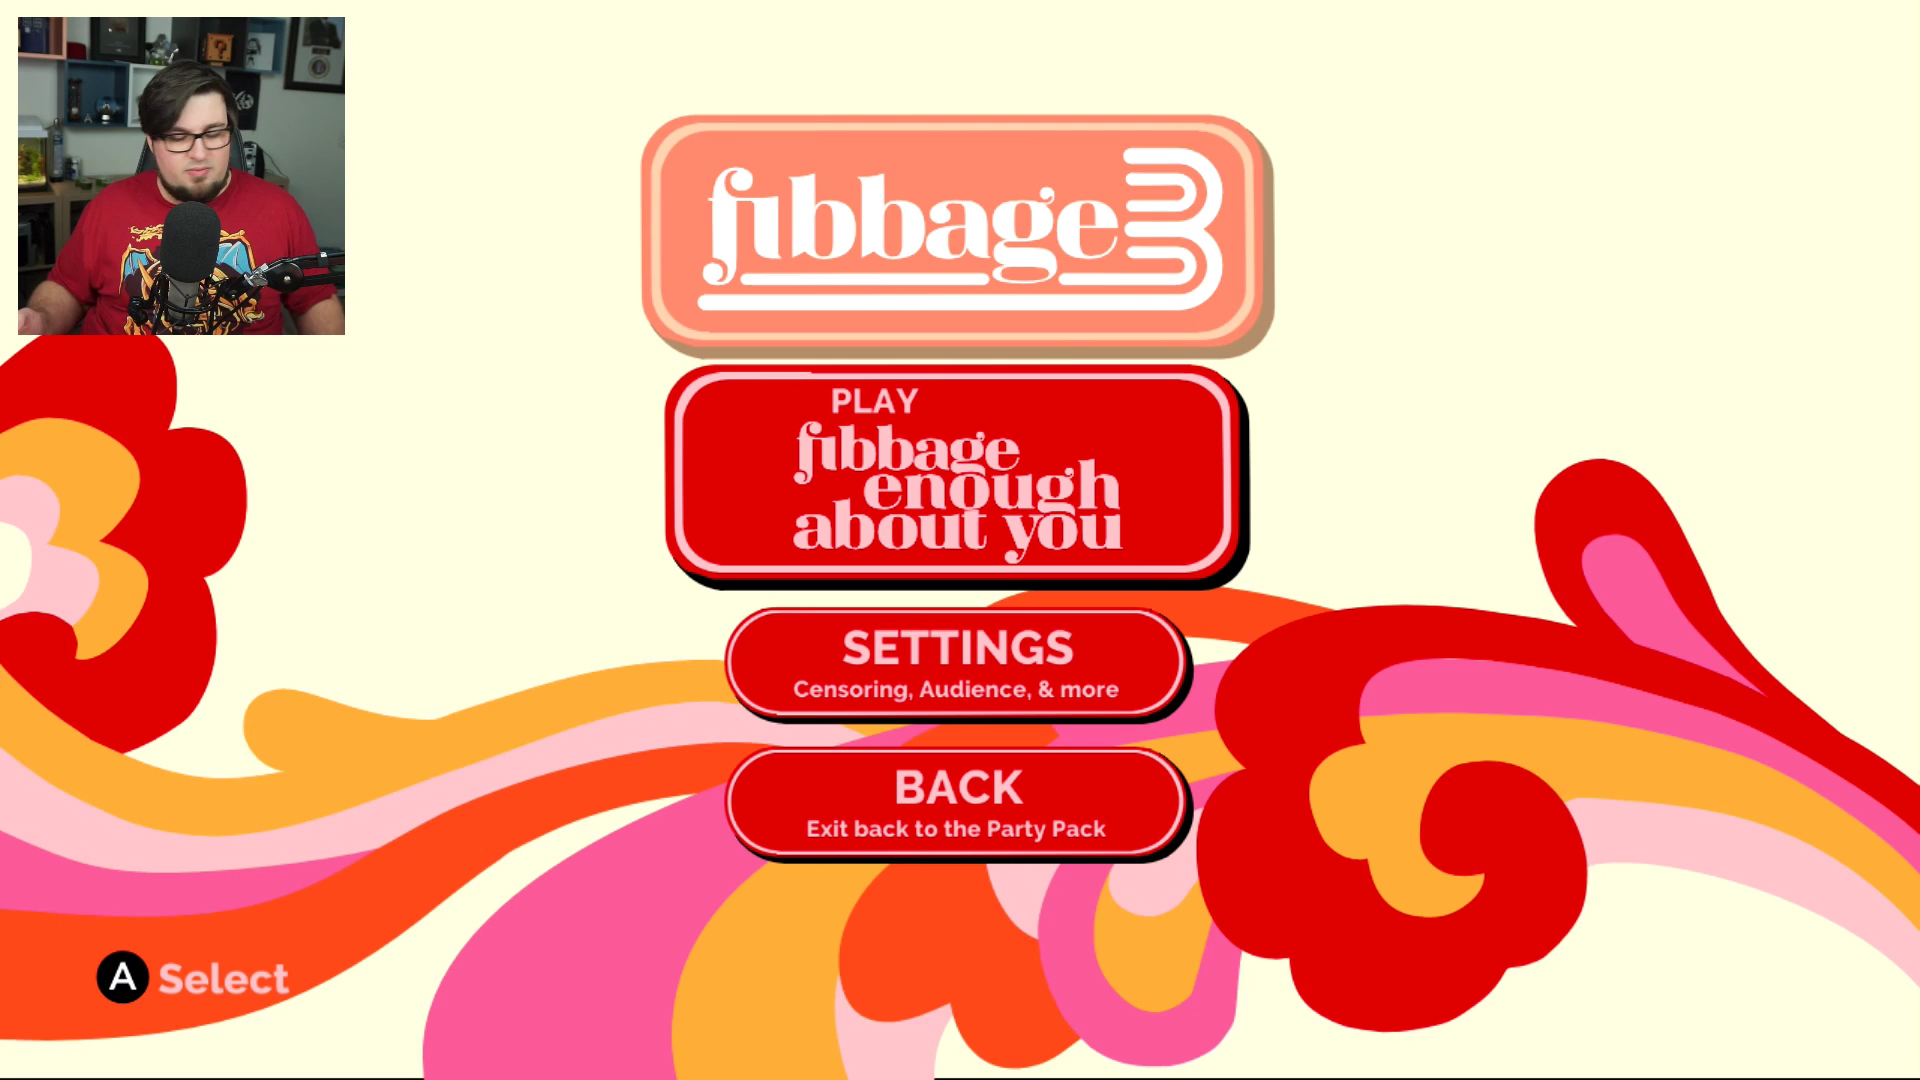 fibbage 3
PLAY
fibbage
enough
about you
SETTINGS
Censoring, Audience, & more
BACK
Exit back to the Party Pack
A Select